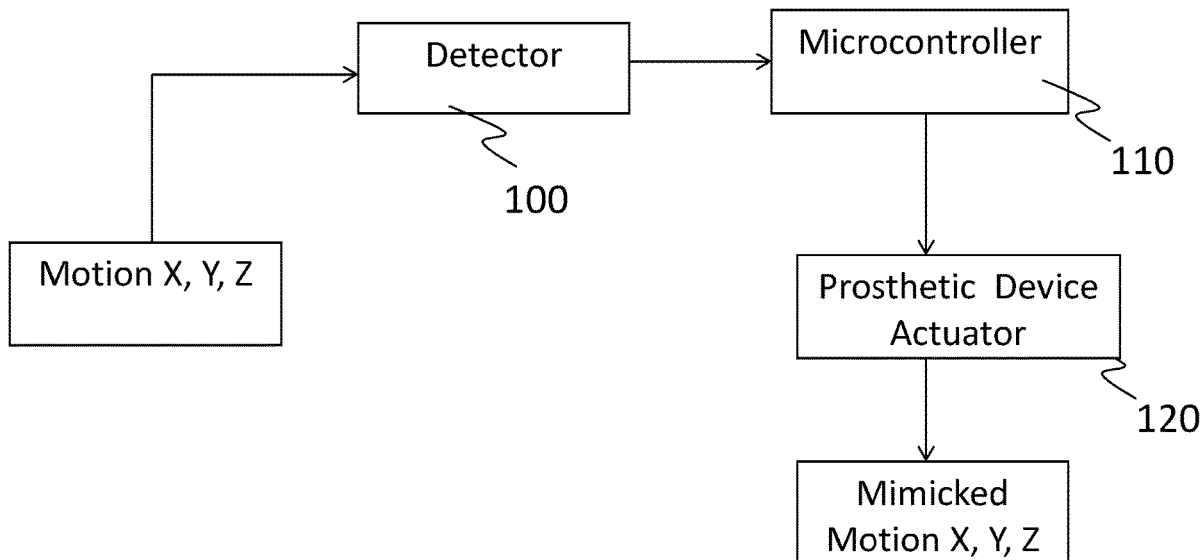 Detector
Microcontroller
100
110
Motion X, Y, Z
Prosthetic Device
Actuator
120
Mimicked
Motion X, Y, Z